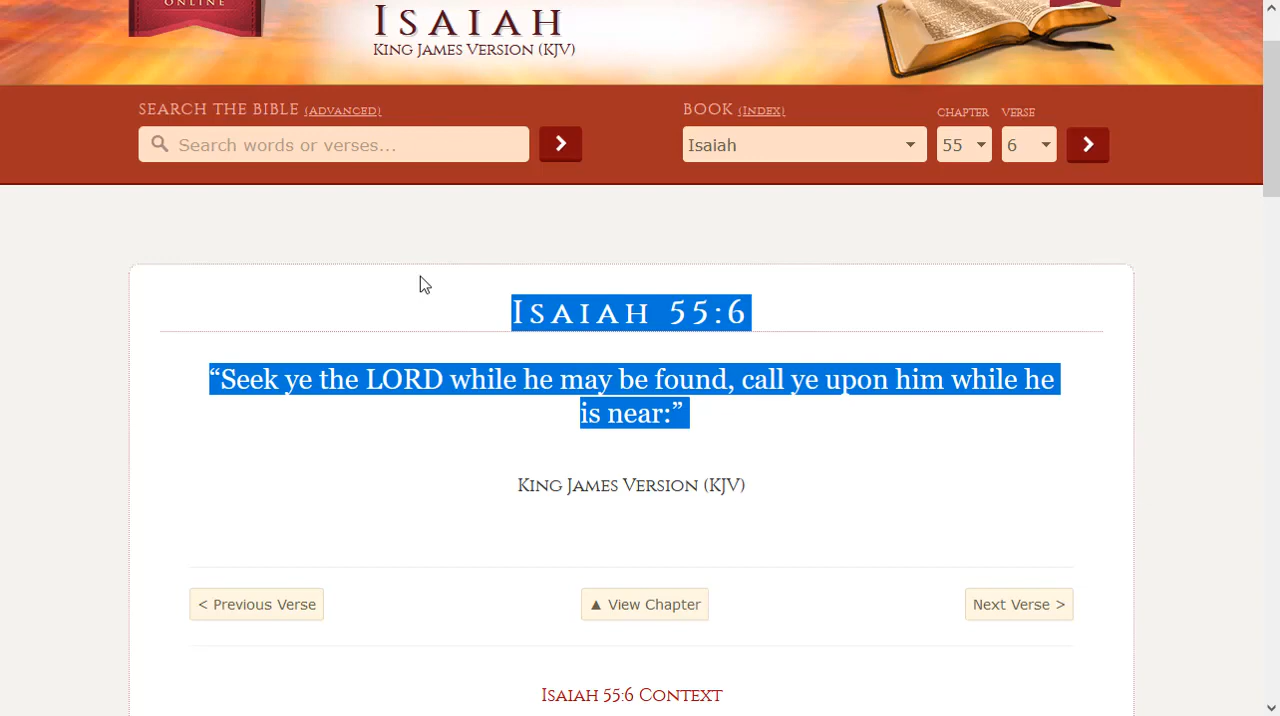 ONLINE
Isaiah
King James Version (KJV)
SEARCH THE BIBLE (ADVANCED)
BOOK (Index)
CHAPTER
VERSE
Search words or verses...
Isaiah
55
6
Isaiah 55:6
“Seek ye the LORD while he may be found, call ye upon him while he
is near:”
King James Version (KJV)
< Previous Verse
▲ View Chapter
Next Verse >
Isaiah 55:6 Context